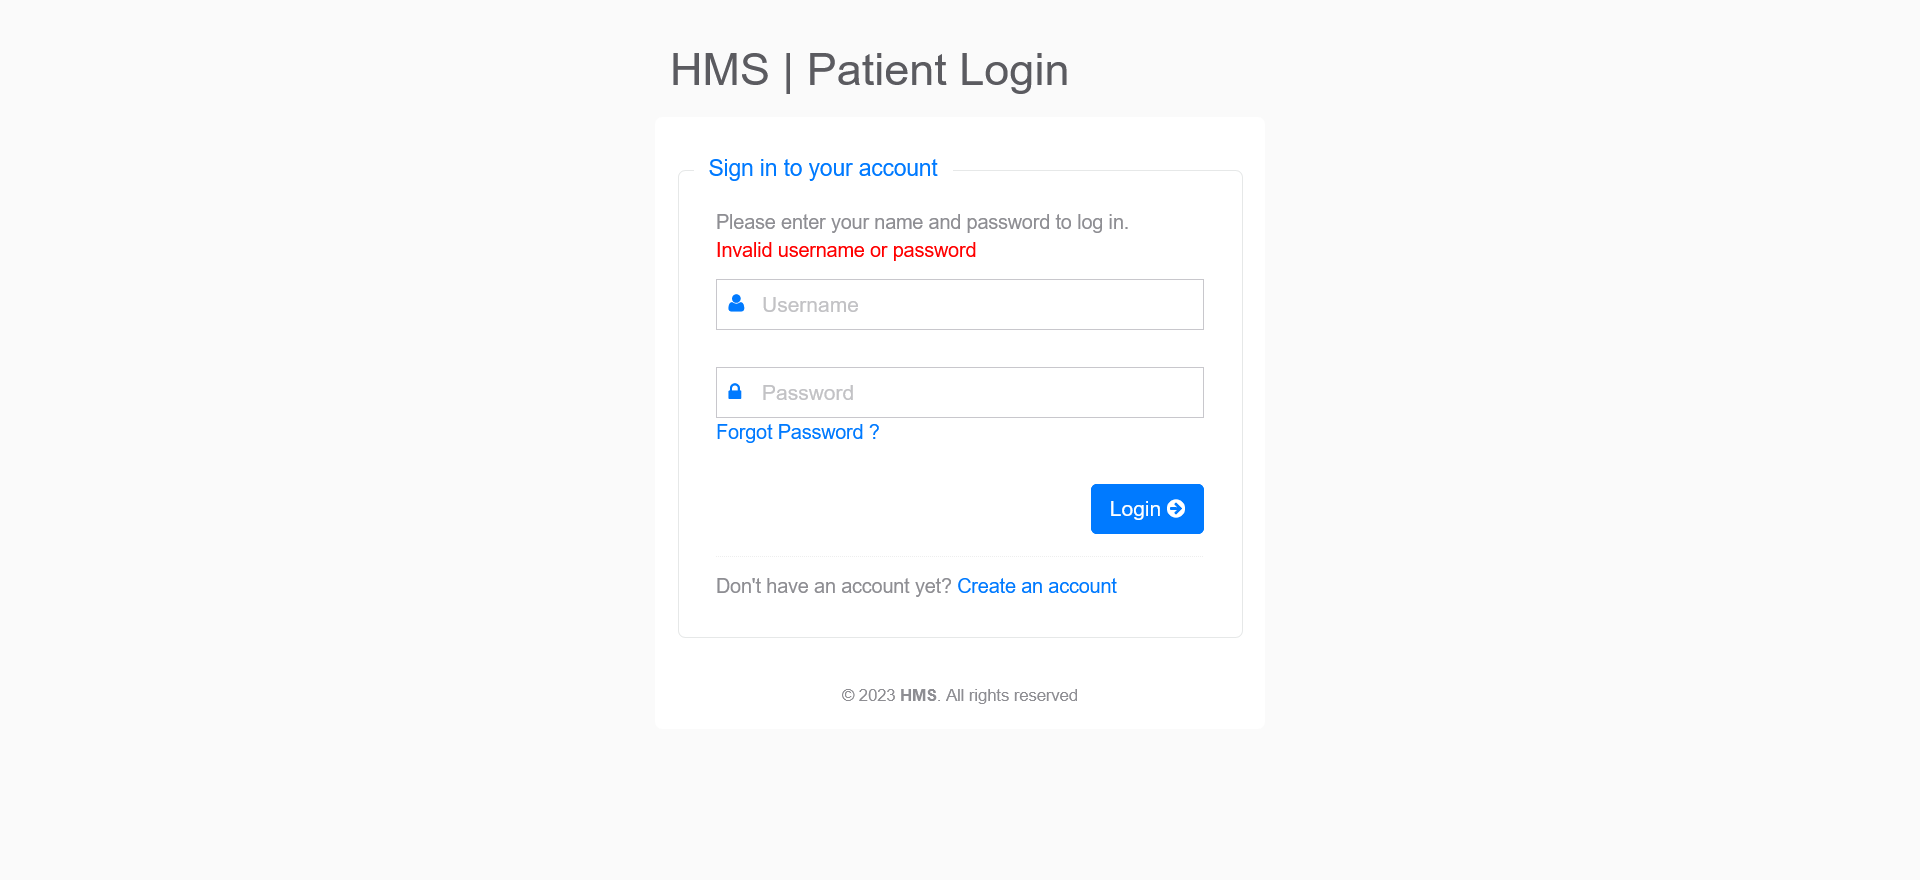 HMS | Patient Login
Sign in to your account
Please enter your name and password to log in.
Invalid username or password
Username
Password
Forgot Password ?
Login
Don't have an account yet? Create an account
© 2023 HMS. All rights reserved